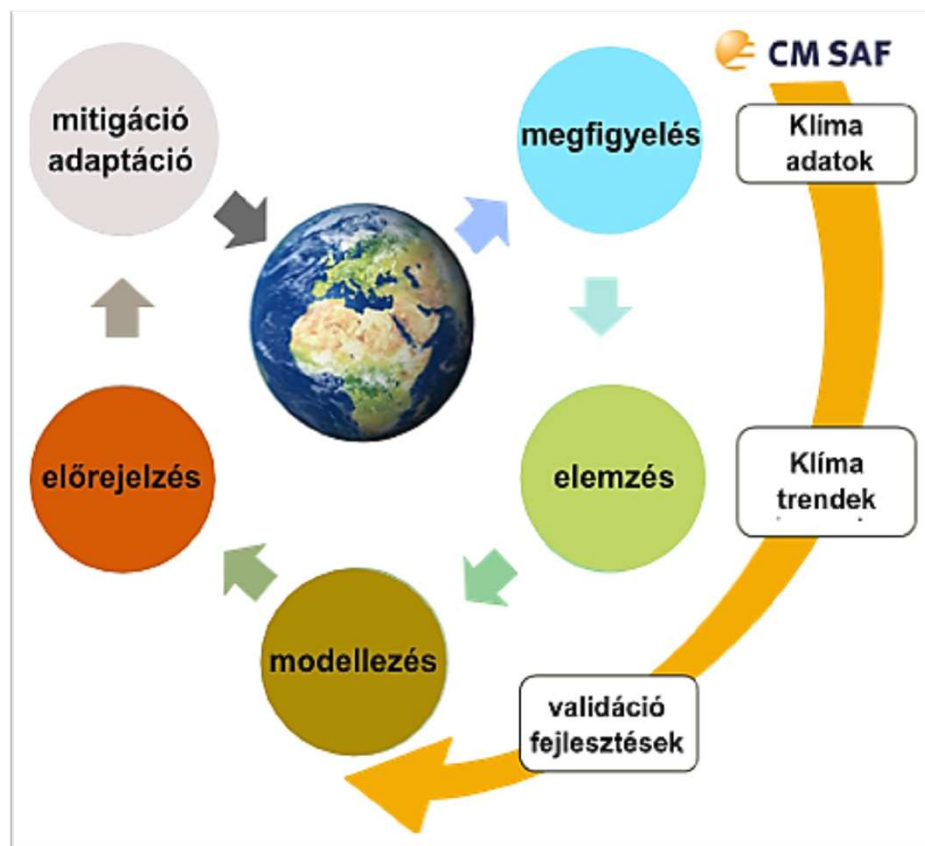 CM SAF
mitigáció
adaptáció
megfigyelés
Klíma
adatok
előrejelzés
elemzés
Klíma
trendek
modellezés
validáció
fejlesztések